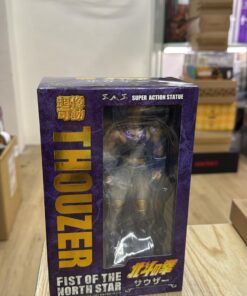 SUPER ACTION STATUE
超像
可動
THOUZER
FIST OF THE
NORTH STAR
北斗の拳
サウザー